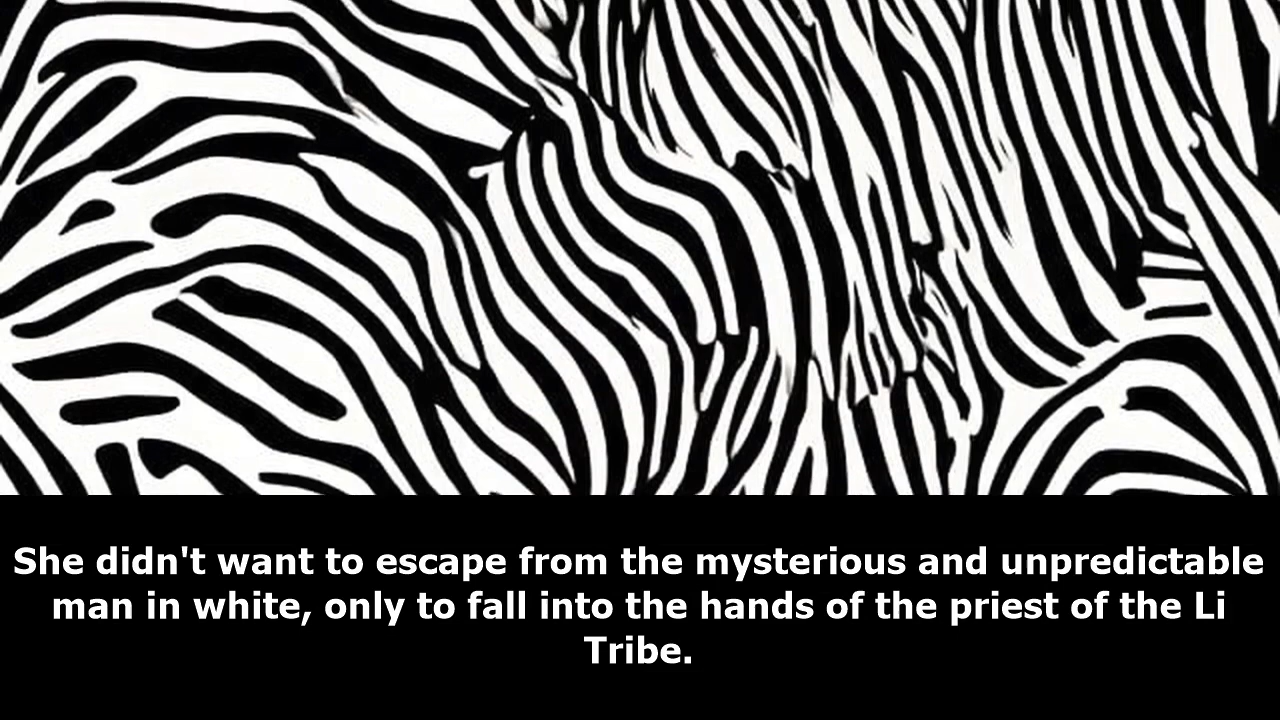 She didn't want to escape from the mysterious and unpredictable
man in white, only to fall into the hands of the priest of the Li
Tribe.